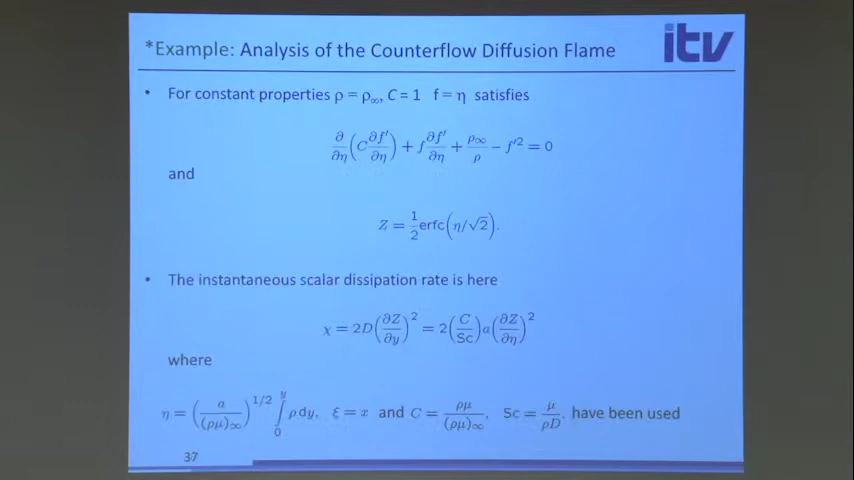 *Example: Analysis of the Counterflow Diffusion Flame
itv
• For constant properties ρ = ρ∞, C = 1 f = η satisfies
∂/∂η (C ∂f′/∂η) + f ∂f′/∂η + ρ∞/ρ − f′² = 0
and
Z = 1/2 erfc(η/√2).
• The instantaneous scalar dissipation rate is here
χ = 2D (∂Z/∂y)² = 2 (C/Sc) a (∂Z/∂η)²
where
η = (a/(ρμ)∞)^1/2 ∫₀^y ρ dy, ξ = x and C = ρμ/(ρμ)∞, Sc = μ/ρD, have been used
37